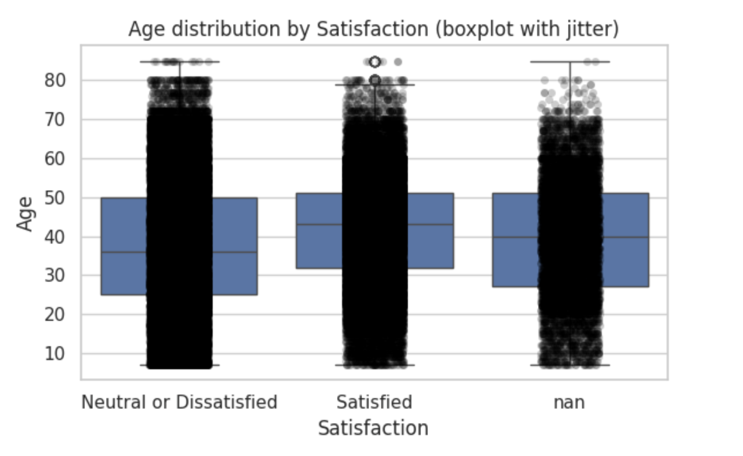 Age distribution by Satisfaction (boxplot with jitter)
80
70
60
50
40
30
20
10
Age
Neutral or Dissatisfied
Satisfied
nan
Satisfaction